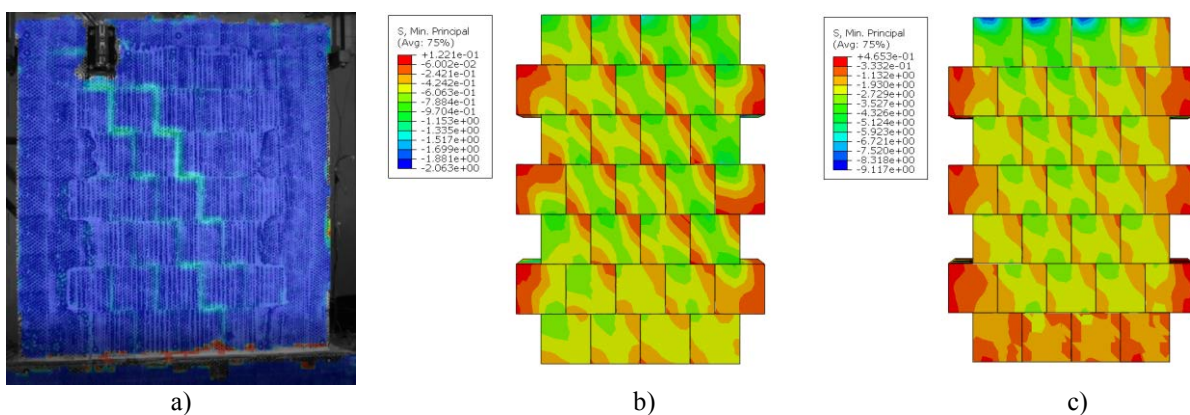 S, Min. Principal
(Avg: 75%)
+1.221e-01
-6.002e-02
-2.421e-01
-4.242e-01
-6.063e-01
-7.884e-01
-9.704e-01
-1.153e+00
-1.335e+00
-1.517e+00
-1.699e+00
-1.881e+00
-2.063e+00
S, Min. Principal
(Avg: 75%)
+4.653e-01
-3.332e-01
-1.132e+00
-1.930e+00
-2.729e+00
-3.527e+00
-4.326e+00
-5.124e+00
-5.923e+00
-6.721e+00
-7.520e+00
-8.318e+00
-9.117e+00
a)
b)
c)